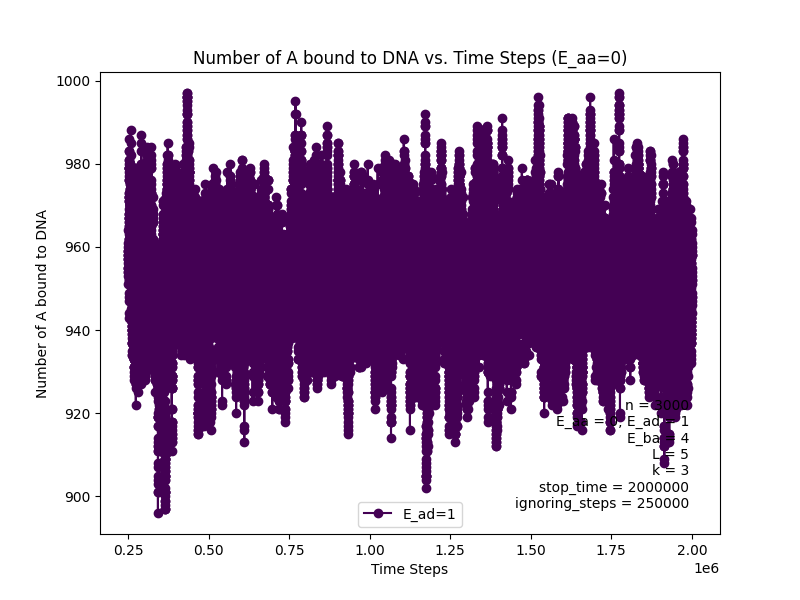 Number of A bound to DNA vs. Time Steps (E_aa=0)
Number of A bound to DNA
1000
980
960
940
920
900
n = 3000
E_aa = 0, E_ad = 1
E_ba = 4
L = 5
k = 3
stop_time = 2000000
ignoring_steps = 250000
E_ad=1
0.25
0.50
0.75
1.00
1.25
1.50
1.75
2.00
1e6
Time Steps